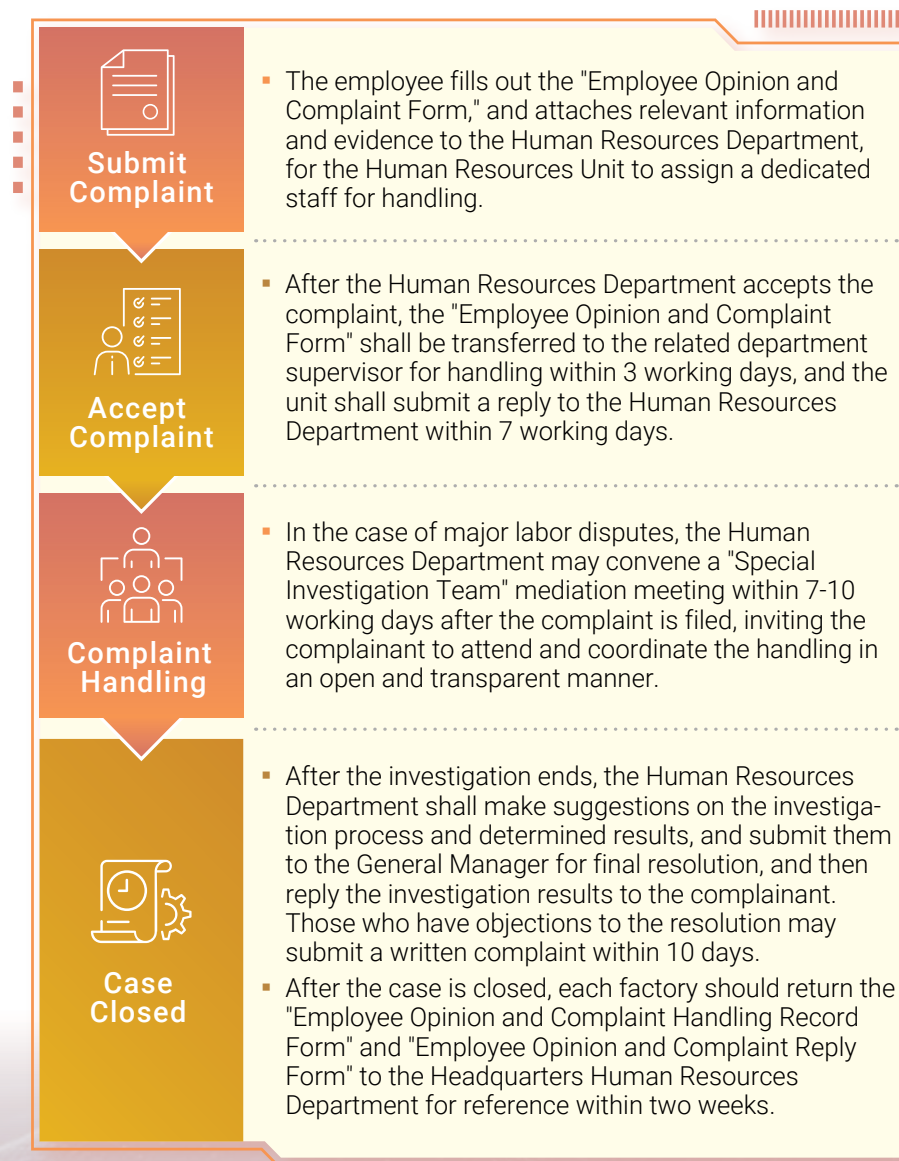 Submit
Complaint
▪ The employee fills out the "Employee Opinion and
Complaint Form," and attaches relevant information
and evidence to the Human Resources Department,
for the Human Resources Unit to assign a dedicated
staff for handling.
Accept
Complaint
▪ After the Human Resources Department accepts the
complaint, the "Employee Opinion and Complaint
Form" shall be transferred to the related department
supervisor for handling within 3 working days, and the
unit shall submit a reply to the Human Resources
Department within 7 working days.
Complaint
Handling
▪ In the case of major labor disputes, the Human
Resources Department may convene a "Special
Investigation Team" mediation meeting within 7-10
working days after the complaint is filed, inviting the
complainant to attend and coordinate the handling in
an open and transparent manner.
Case
Closed
▪ After the investigation ends, the Human Resources
Department shall make suggestions on the investiga-
tion process and determined results, and submit them
to the General Manager for final resolution, and then
reply the investigation results to the complainant.
Those who have objections to the resolution may
submit a written complaint within 10 days.
▪ After the case is closed, each factory should return the
"Employee Opinion and Complaint Handling Record
Form" and "Employee Opinion and Complaint Reply
Form" to the Headquarters Human Resources
Department for reference within two weeks.